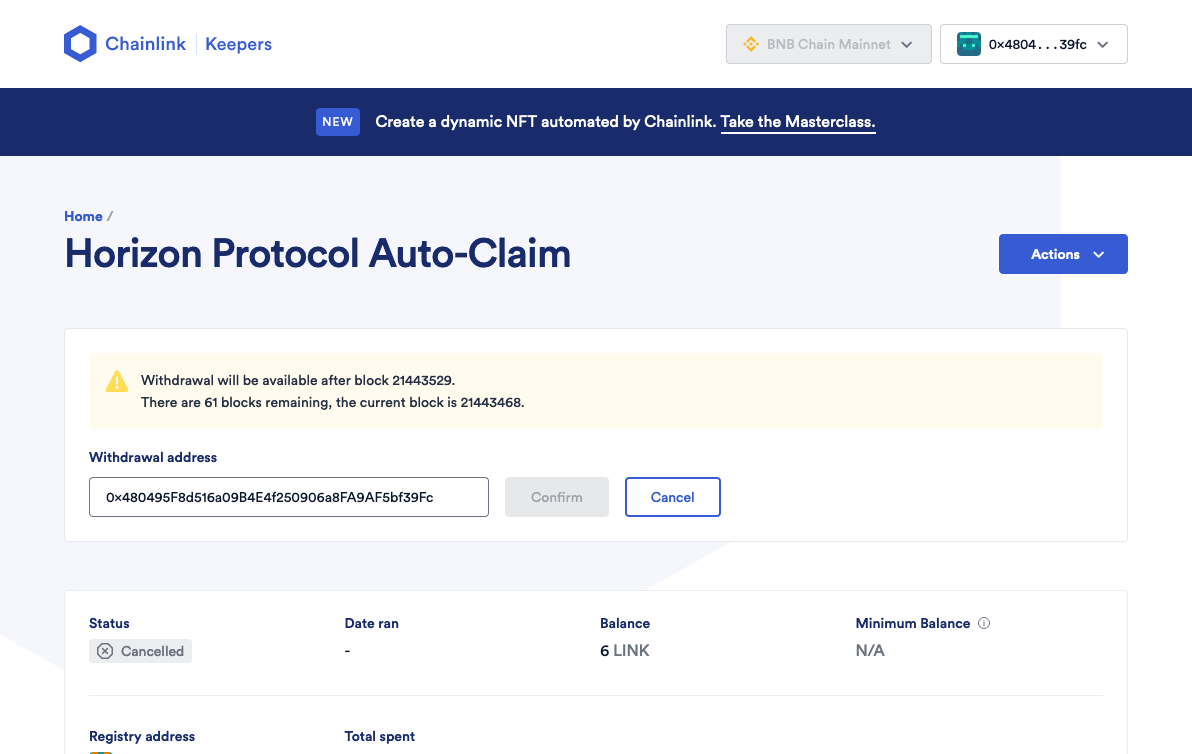 Chainlink | Keepers
BNB Chain Mainnet
0x4804...39fc
NEW Create a dynamic NFT automated by Chainlink. Take the Masterclass.
Home /
Horizon Protocol Auto-Claim
Actions
Withdrawal will be available after block 21443529.
There are 61 blocks remaining, the current block is 21443468.
Withdrawal address
0x480495F8d516a09B4E4f250906a8FA9AF5bf39Fc
Confirm
Cancel
Status
Cancelled
Date ran
-
Balance
6 LINK
Minimum Balance
N/A
Registry address
Total spent